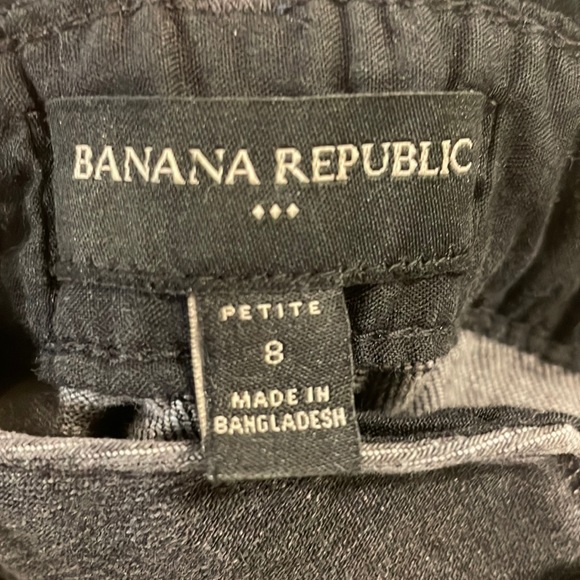 BANANA REPUBLIC
PETITE
8
MADE IN
BANGLADESH